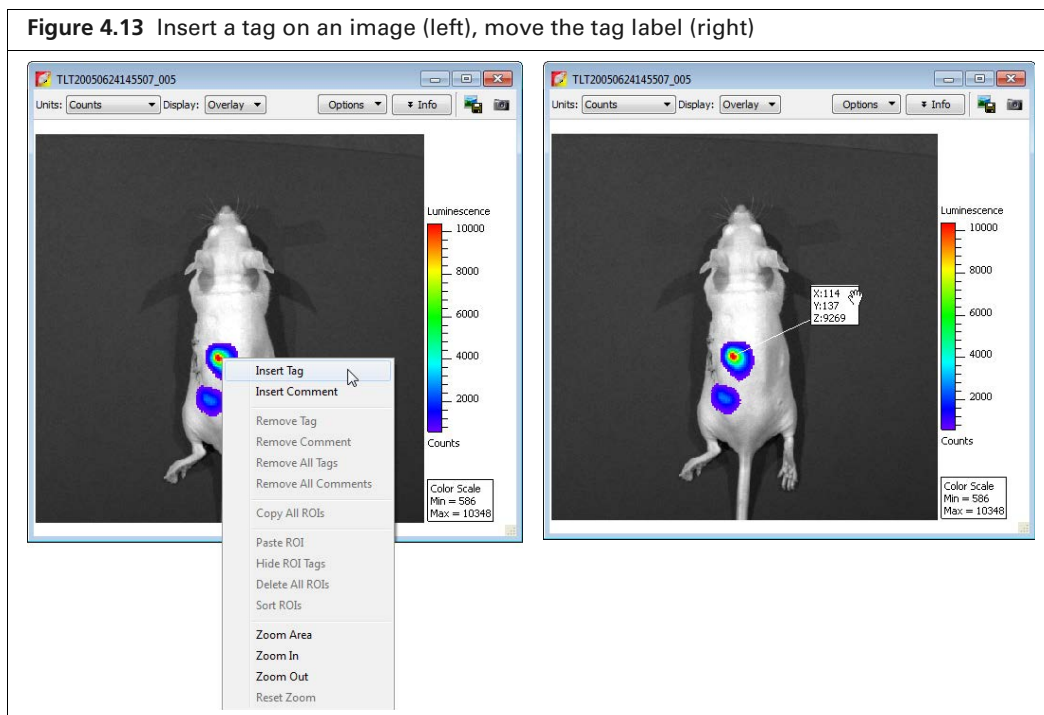 Figure 4.13 Insert a tag on an image (left), move the tag label (right)
TLT20050624145507_005
Units: Counts Display: Overlay Options Info
Luminescence
10000
8000
6000
4000
2000
Counts
Color Scale
Min = 586
Max = 10348
Insert Tag
Insert Comment
Remove Tag
Remove Comment
Remove All Tags
Remove All Comments
Copy All ROIs
Paste ROI
Hide ROI Tags
Delete All ROIs
Sort ROIs
Zoom Area
Zoom In
Zoom Out
Reset Zoom
TLT20050624145507_005
Units: Counts Display: Overlay Options Info
X:114
Y:137
Z:9269
Luminescence
10000
8000
6000
4000
2000
Counts
Color Scale
Min = 586
Max = 10348